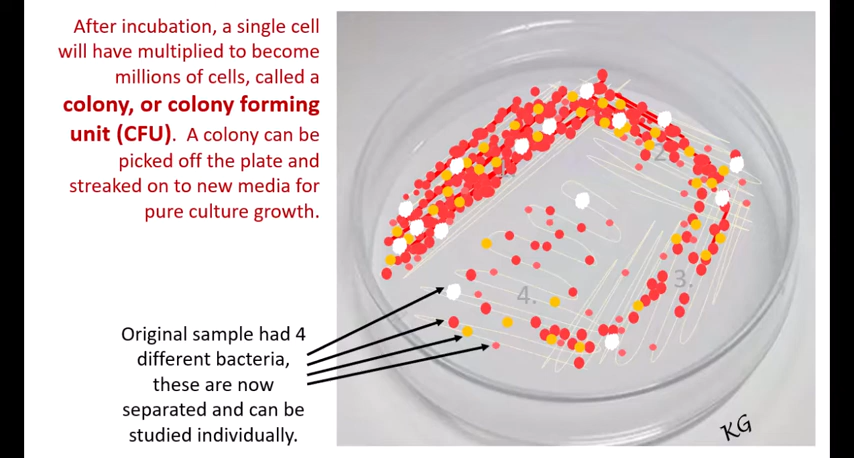 After incubation, a single cell
will have multiplied to become
millions of cells, called a
colony, or colony forming
unit (CFU). A colony can be
picked off the plate and
streaked on to new media for
pure culture growth.
2.
3.
4.
Original sample had 4
different bacteria,
these are now
separated and can be
studied individually.
KG